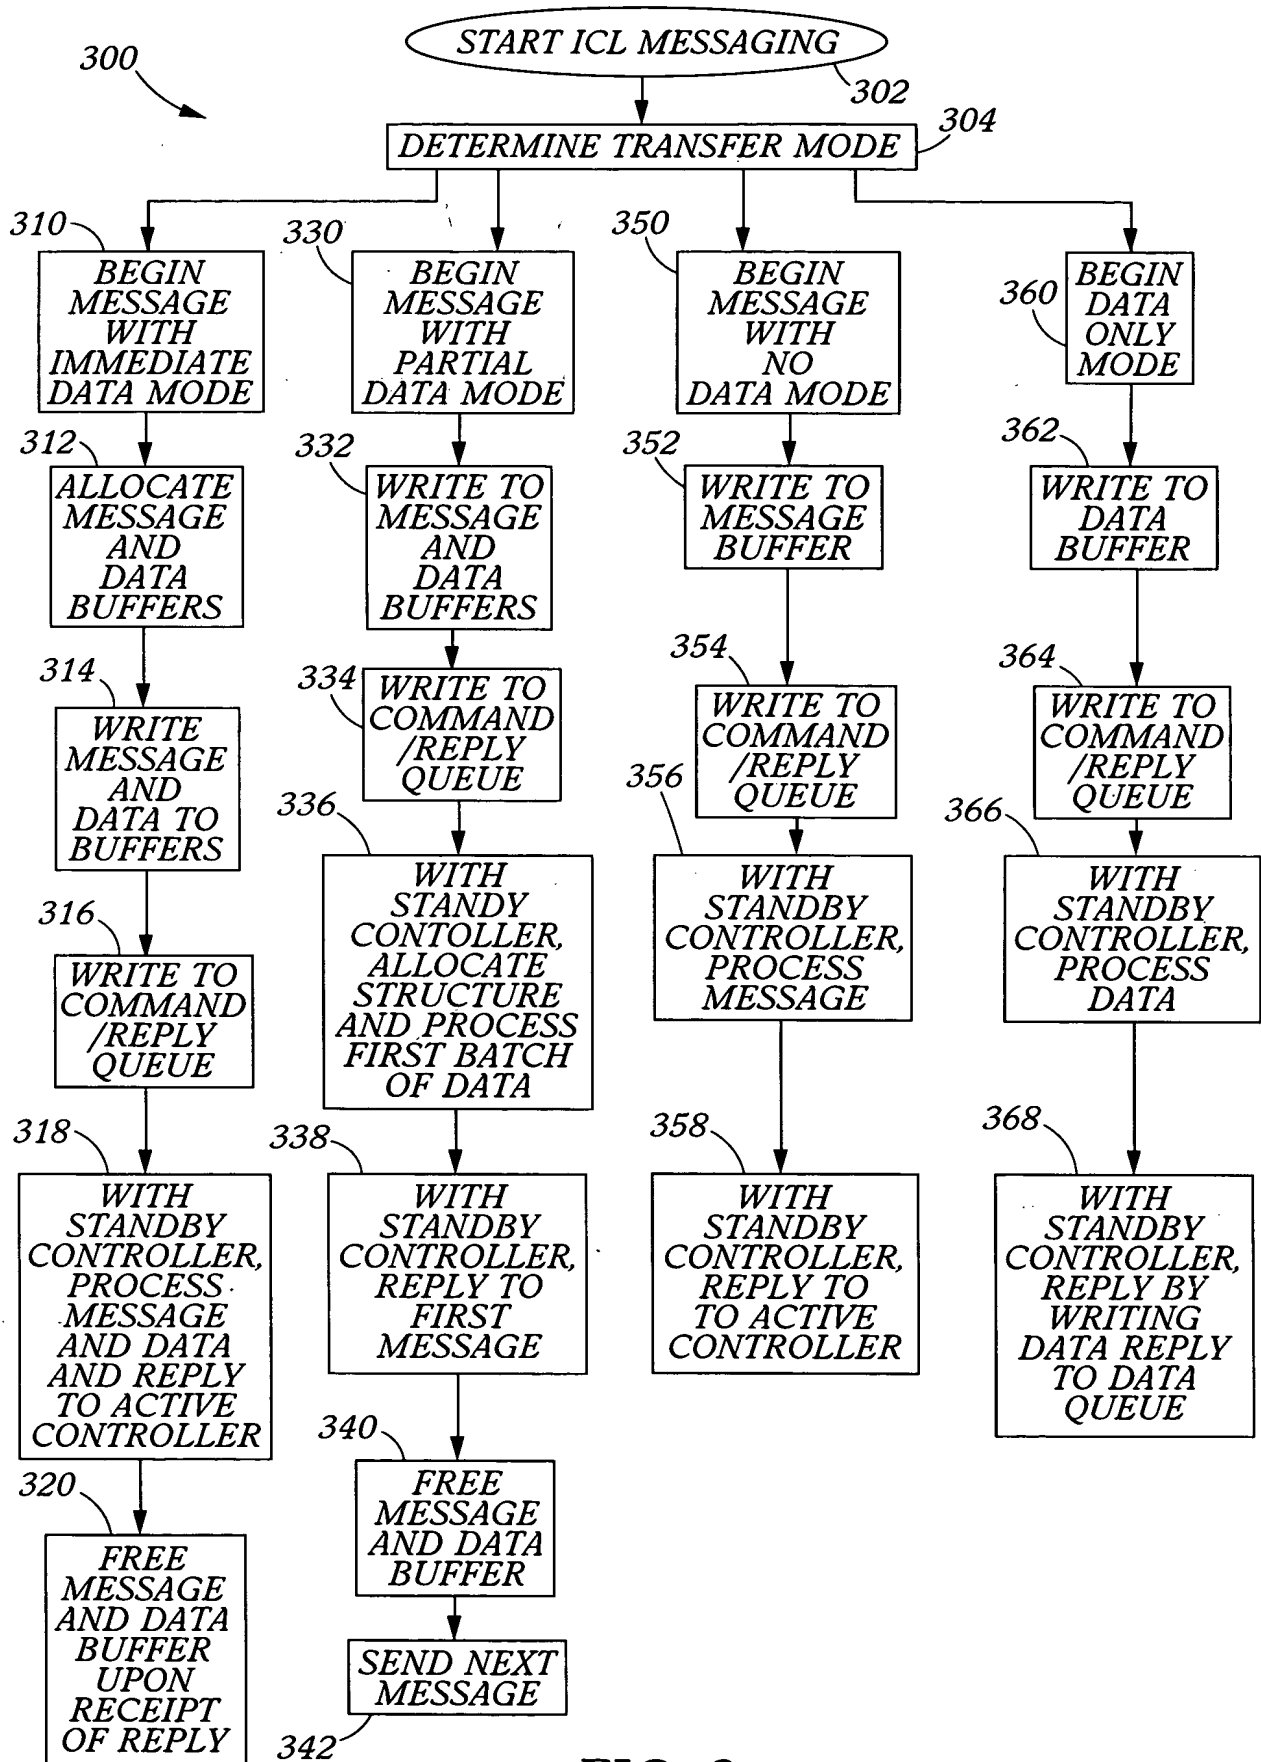 START ICL MESSAGING
300
302
DETERMINE TRANSFER MODE
304
310
BEGIN
MESSAGE
WITH
IMMEDIATE
DATA MODE
312
ALLOCATE
MESSAGE
AND
DATA
BUFFERS
314
WRITE
MESSAGE
AND
DATA TO
BUFFERS
316
WRITE TO
COMMAND
/REPLY
QUEUE
318
WITH
STANDBY
CONTROLLER,
PROCESS
MESSAGE
AND DATA
AND REPLY
TO ACTIVE
CONTROLLER
320
FREE
MESSAGE
AND DATA
BUFFER
UPON
RECEIPT
OF REPLY
330
BEGIN
MESSAGE
WITH
PARTIAL
DATA MODE
332
WRITE TO
MESSAGE
AND
DATA
BUFFERS
334
WRITE TO
COMMAND
/REPLY
QUEUE
336
WITH
STANDY
CONTOLLER,
ALLOCATE
STRUCTURE
AND PROCESS
FIRST BATCH
OF DATA
338
WITH
STANDBY
CONTROLLER,
REPLY TO
FIRST
MESSAGE
340
FREE
MESSAGE
AND DATA
BUFFER
SEND NEXT
MESSAGE
342
350
BEGIN
MESSAGE
WITH
NO
DATA MODE
352
WRITE TO
MESSAGE
BUFFER
354
WRITE TO
COMMAND
/REPLY
QUEUE
356
WITH
STANDBY
CONTROLLER,
PROCESS
MESSAGE
358
WITH
STANDBY
CONTROLLER,
REPLY TO
TO ACTIVE
CONTROLLER
360
BEGIN
DATA
ONLY
MODE
362
WRITE TO
DATA
BUFFER
364
WRITE TO
COMMAND
/REPLY
QUEUE
366
WITH
STANDBY
CONTROLLER,
PROCESS
DATA
368
WITH
STANDBY
CONTROLLER,
REPLY BY
WRITING
DATA REPLY
TO DATA
QUEUE